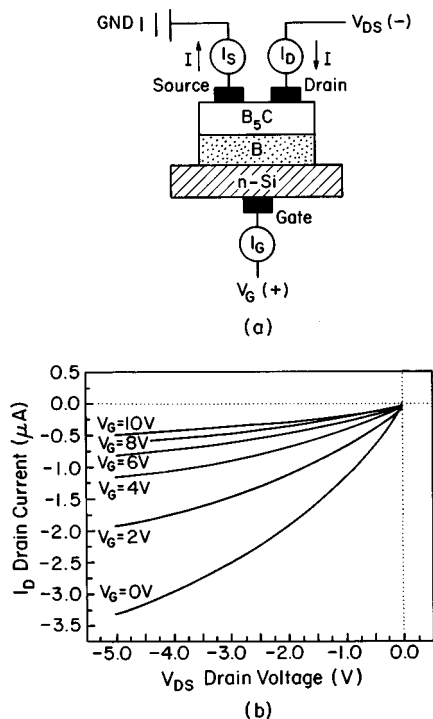 GND
V_DS (-)
I I_S I_D I
Source Drain
B₅C
B
n-Si
Gate
I_G
V_G (+)
(a)
0.5
0.0
-0.5
-1.0
-1.5
-2.0
-2.5
-3.0
-3.5
I_D Drain Current (μA)
V_G=10V
V_G=8V
V_G=6V
V_G=4V
V_G=2V
V_G=0V
-5.0 -4.0 -3.0 -2.0 -1.0 0.0
V_DS Drain Voltage (V)
(b)